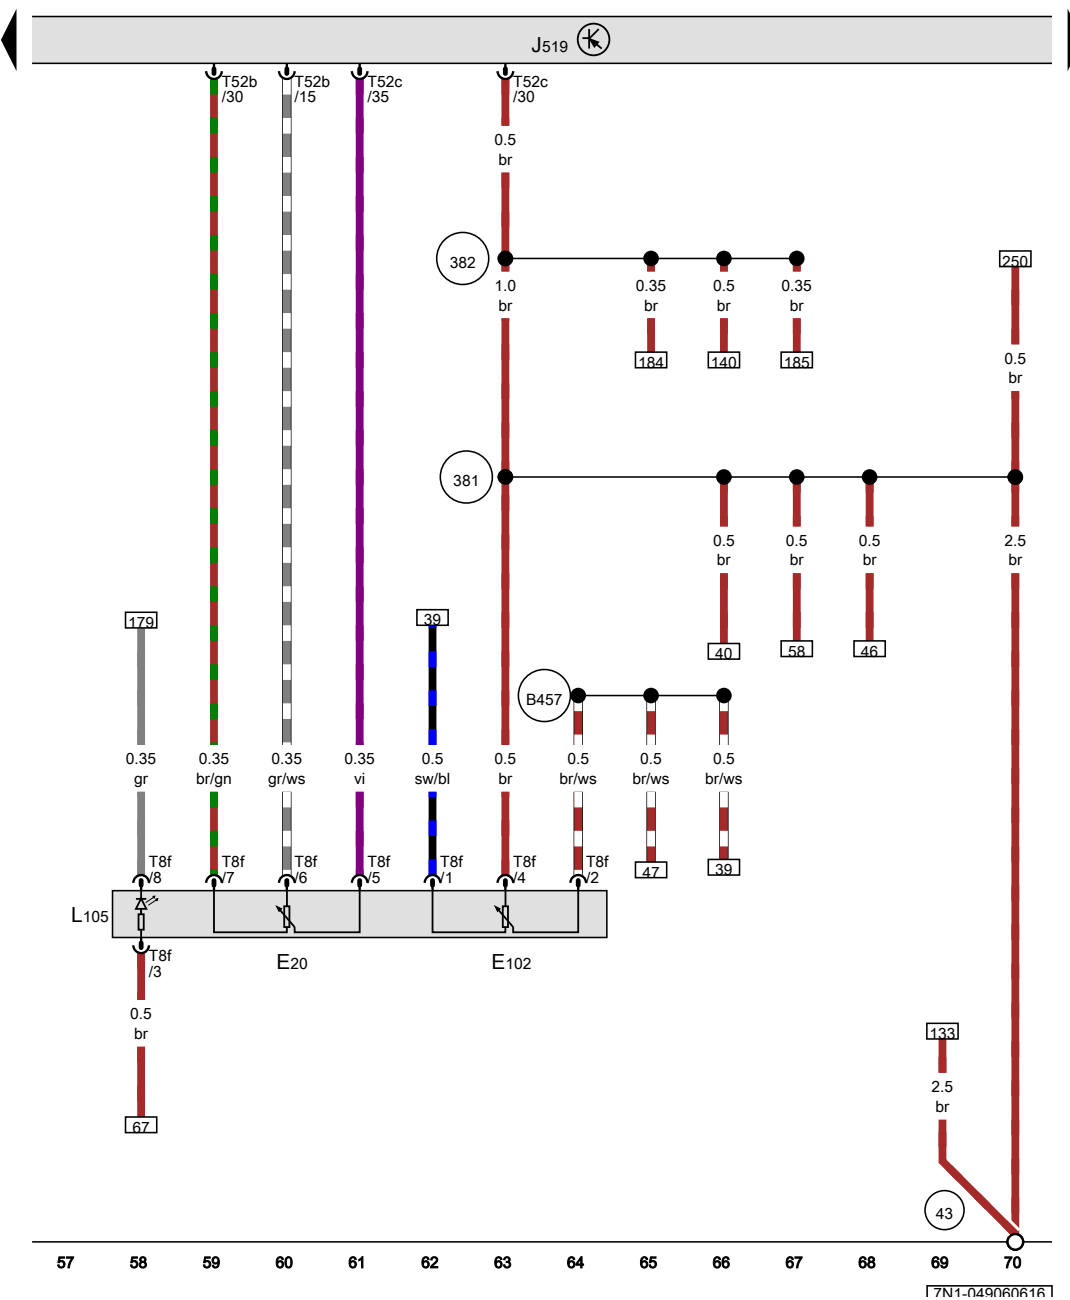 J519
T52b
/30
T52b
/15
T52c
/35
T52c
/30
0.5
br
382
250
1.0
br
0.35
br
0.5
br
0.35
br
184
140
185
0.5
br
381
0.5
br
0.5
br
0.5
br
2.5
br
179
39
40
58
46
B457
0.35
gr
0.35
br/gn
0.35
gr/ws
0.35
vi
0.5
sw/bl
0.5
br
0.5
br/ws
0.5
br/ws
0.5
br/ws
T8f
/8
T8f
/7
T8f
/6
T8f
/5
T8f
/1
T8f
/4
T8f
/2
47
39
L105
T8f
/3
E20
E102
0.5
br
133
2.5
br
67
43
57 58 59 60 61 62 63 64 65 66 67 68 69 70
7N1-049060616